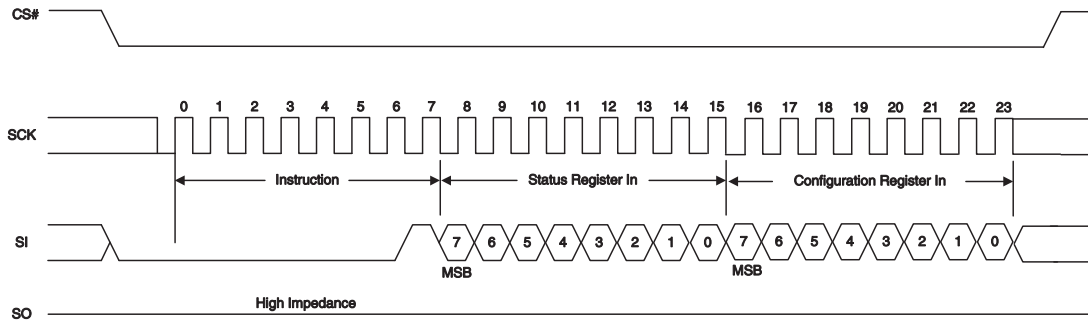 CS#
0 1 2 3 4 5 6 7 8 9 10 11 12 13 14 15 16 17 18 19 20 21 22 23
SCK
Instruction Status Register In Configuration Register In
SI 7 6 5 4 3 2 1 0 7 6 5 4 3 2 1 0
MSB MSB
High Impedance
SO